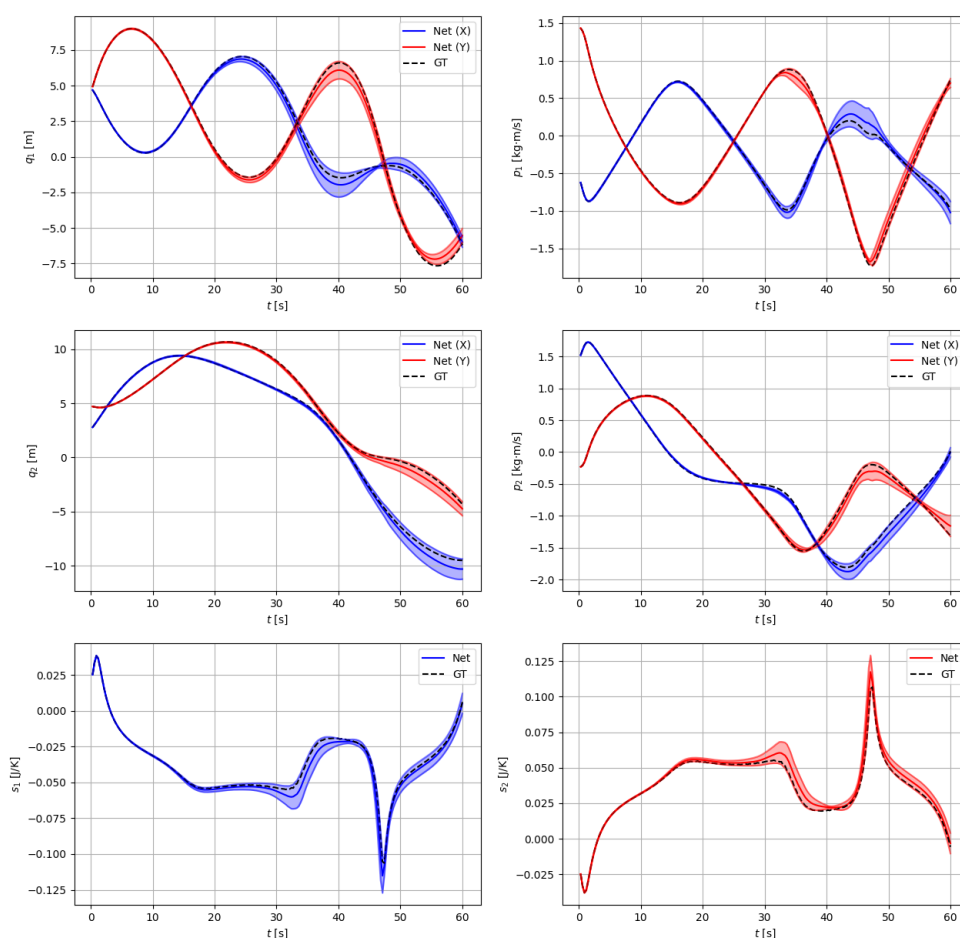 7.5
5.0
2.5
0.0
−2.5
−5.0
−7.5
q₁ [m]
Net (X)
Net (Y)
GT
0 10 20 30 40 50 60
t [s]
1.5
1.0
0.5
0.0
−0.5
−1.0
−1.5
p₁ [kg·m/s]
Net (X)
Net (Y)
GT
0 10 20 30 40 50 60
t [s]
10
5
0
−5
−10
q₂ [m]
Net (X)
Net (Y)
GT
0 10 20 30 40 50 60
t [s]
1.5
1.0
0.5
0.0
−0.5
−1.0
−1.5
−2.0
p₂ [kg·m/s]
Net (X)
Net (Y)
GT
0 10 20 30 40 50 60
t [s]
0.025
0.000
−0.025
−0.050
−0.075
−0.100
−0.125
s₁ [J/K]
Net
GT
0 10 20 30 40 50 60
t [s]
0.125
0.100
0.075
0.050
0.025
0.000
−0.025
s₂ [J/K]
Net
GT
0 10 20 30 40 50 60
t [s]